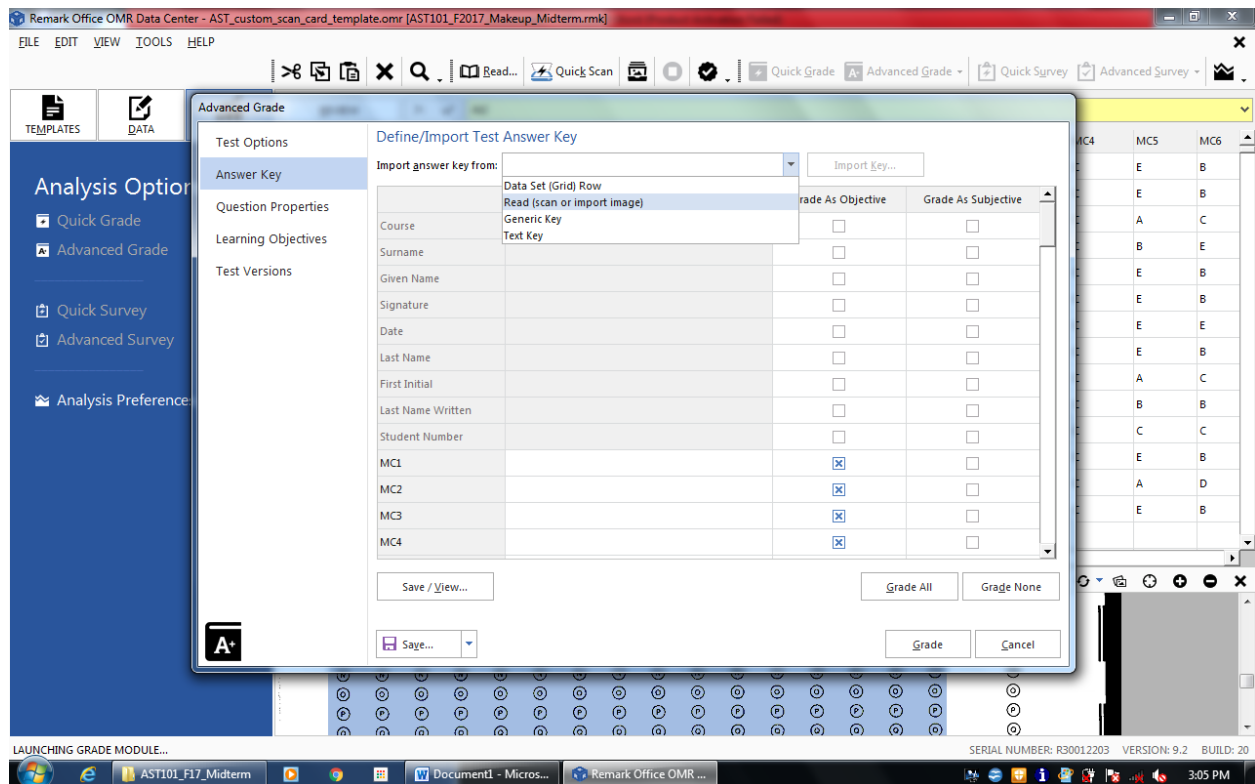 Remark Office OMR Data Center - AST_custom_scan_card_template.omr [AST101_F2017_Makeup_Midterm.rmk]
FILE EDIT VIEW TOOLS HELP
Read... Quick Scan Quick Grade Advanced Grade Quick Survey Advanced Survey
TEMPLATES DATA
Analysis Option
Quick Grade
Advanced Grade
Quick Survey
Advanced Survey
Analysis Preference
Advanced Grade
Test Options
Answer Key
Question Properties
Learning Objectives
Test Versions
Define/Import Test Answer Key
Import answer key from: Import Key...
Data Set (Grid) Row
Read (scan or import image)
Generic Key
Text Key
rade As Objective Grade As Subjective
Course
Surname
Given Name
Signature
Date
Last Name
First Initial
Last Name Written
Student Number
MC1
MC2
MC3
MC4
Save / View... Grade All Grade None
A+ Save... Grade Cancel
MC4 MC5 MC6
E B
E B
A C
B E
E B
E B
E E
E B
A C
B B
C C
E B
A D
E B
LAUNCHING GRADE MODULE... SERIAL NUMBER: R30012203 VERSION: 9.2 BUILD: 20
AST101_F17_Midterm Document1 - Micros... Remark Office OMR ... 3:05 PM